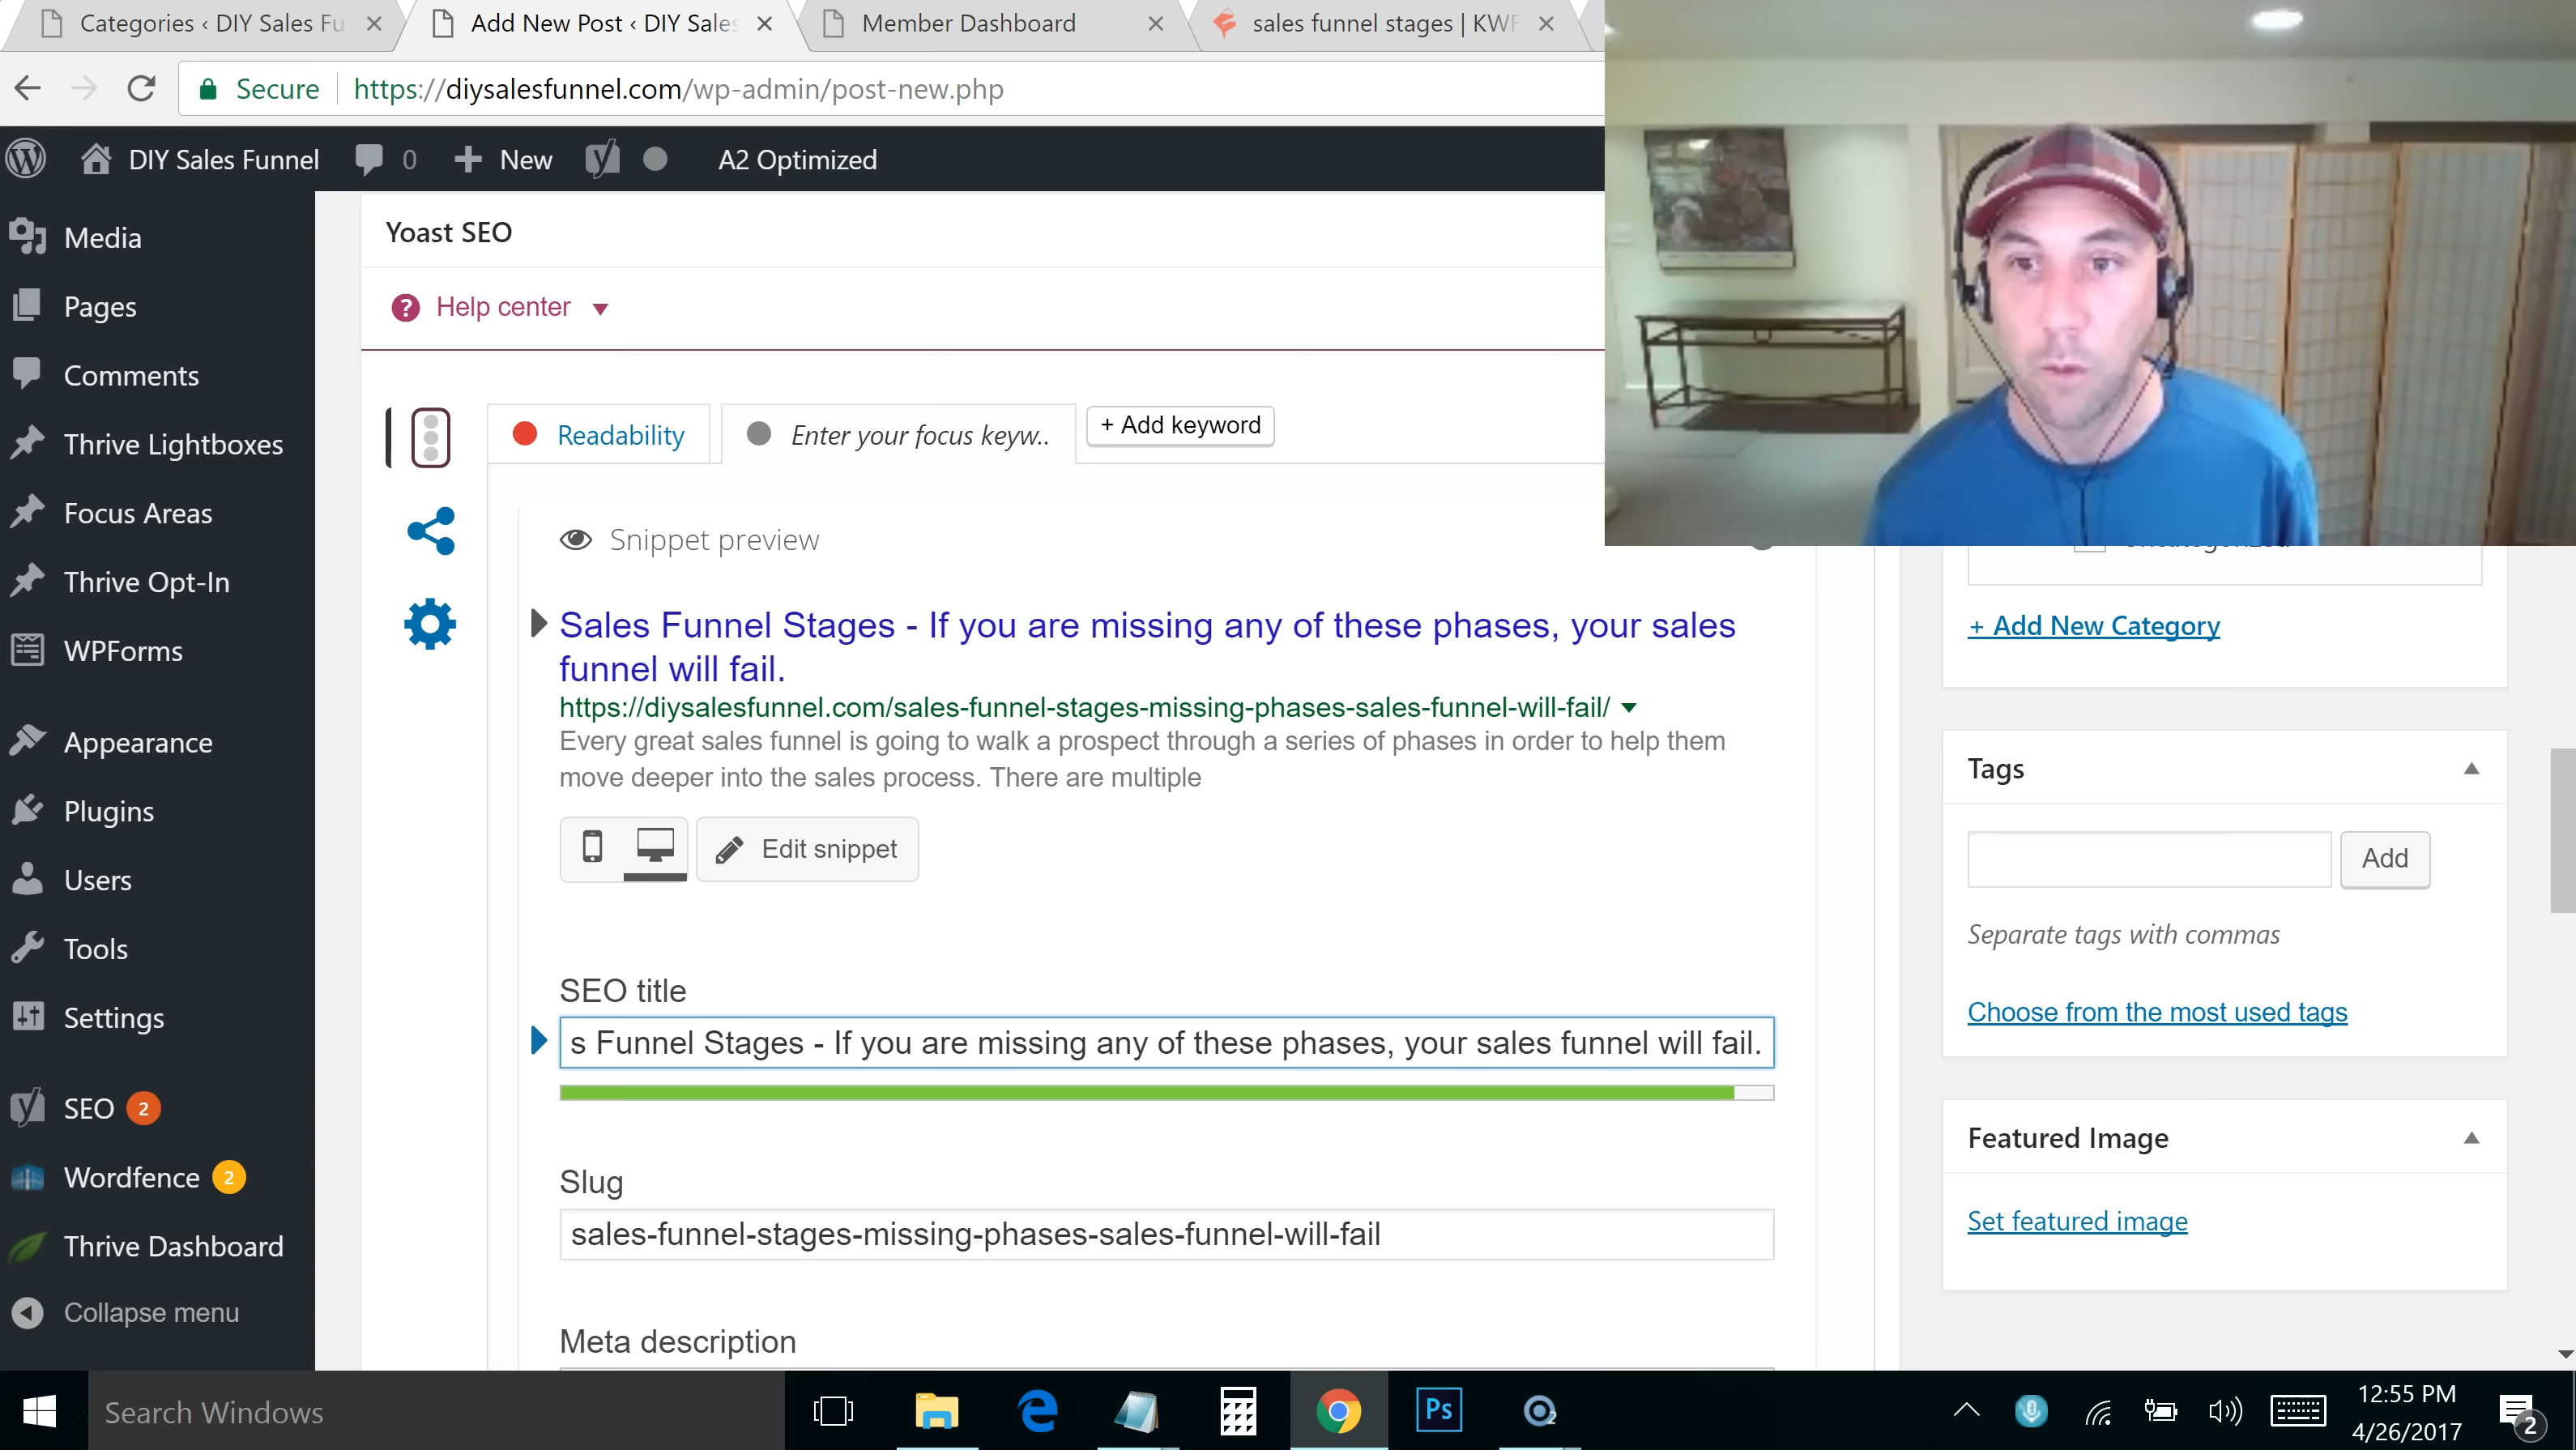 Categories ‹ DIY Sales Fu
Add New Post ‹ DIY Sales
Member Dashboard
sales funnel stages | KWF
Secure
https://diysalesfunnel.com/wp-admin/post-new.php
DIY Sales Funnel
0
New
A2 Optimized
Media
Pages
Comments
Thrive Lightboxes
Focus Areas
Thrive Opt-In
WPForms
Appearance
Plugins
Users
Tools
Settings
SEO 2
Wordfence 2
Thrive Dashboard
Collapse menu
Yoast SEO
Help center
Readability
Enter your focus keyw..
+ Add keyword
Snippet preview
Sales Funnel Stages - If you are missing any of these phases, your sales
funnel will fail.
https://diysalesfunnel.com/sales-funnel-stages-missing-phases-sales-funnel-will-fail/
Every great sales funnel is going to walk a prospect through a series of phases in order to help them
move deeper into the sales process. There are multiple
Edit snippet
SEO title
s Funnel Stages - If you are missing any of these phases, your sales funnel will fail.
Slug
sales-funnel-stages-missing-phases-sales-funnel-will-fail
Meta description
+ Add New Category
Tags
Add
Separate tags with commas
Choose from the most used tags
Featured Image
Set featured image
Search Windows
Ps
12:55 PM
4/26/2017
2